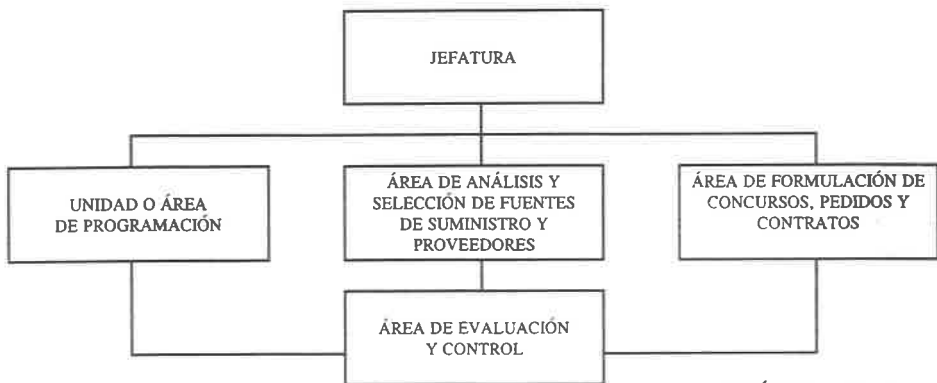 JEFATURA
UNIDAD O ÁREA
DE PROGRAMACIÓN
ÁREA DE ANÁLISIS Y
SELECCIÓN DE FUENTES
DE SUMINISTRO Y
PROVEEDORES
ÁREA DE FORMULACIÓN DE
CONCURSOS, PEDIDOS Y
CONTRATOS
ÁREA DE EVALUACIÓN
Y CONTROL